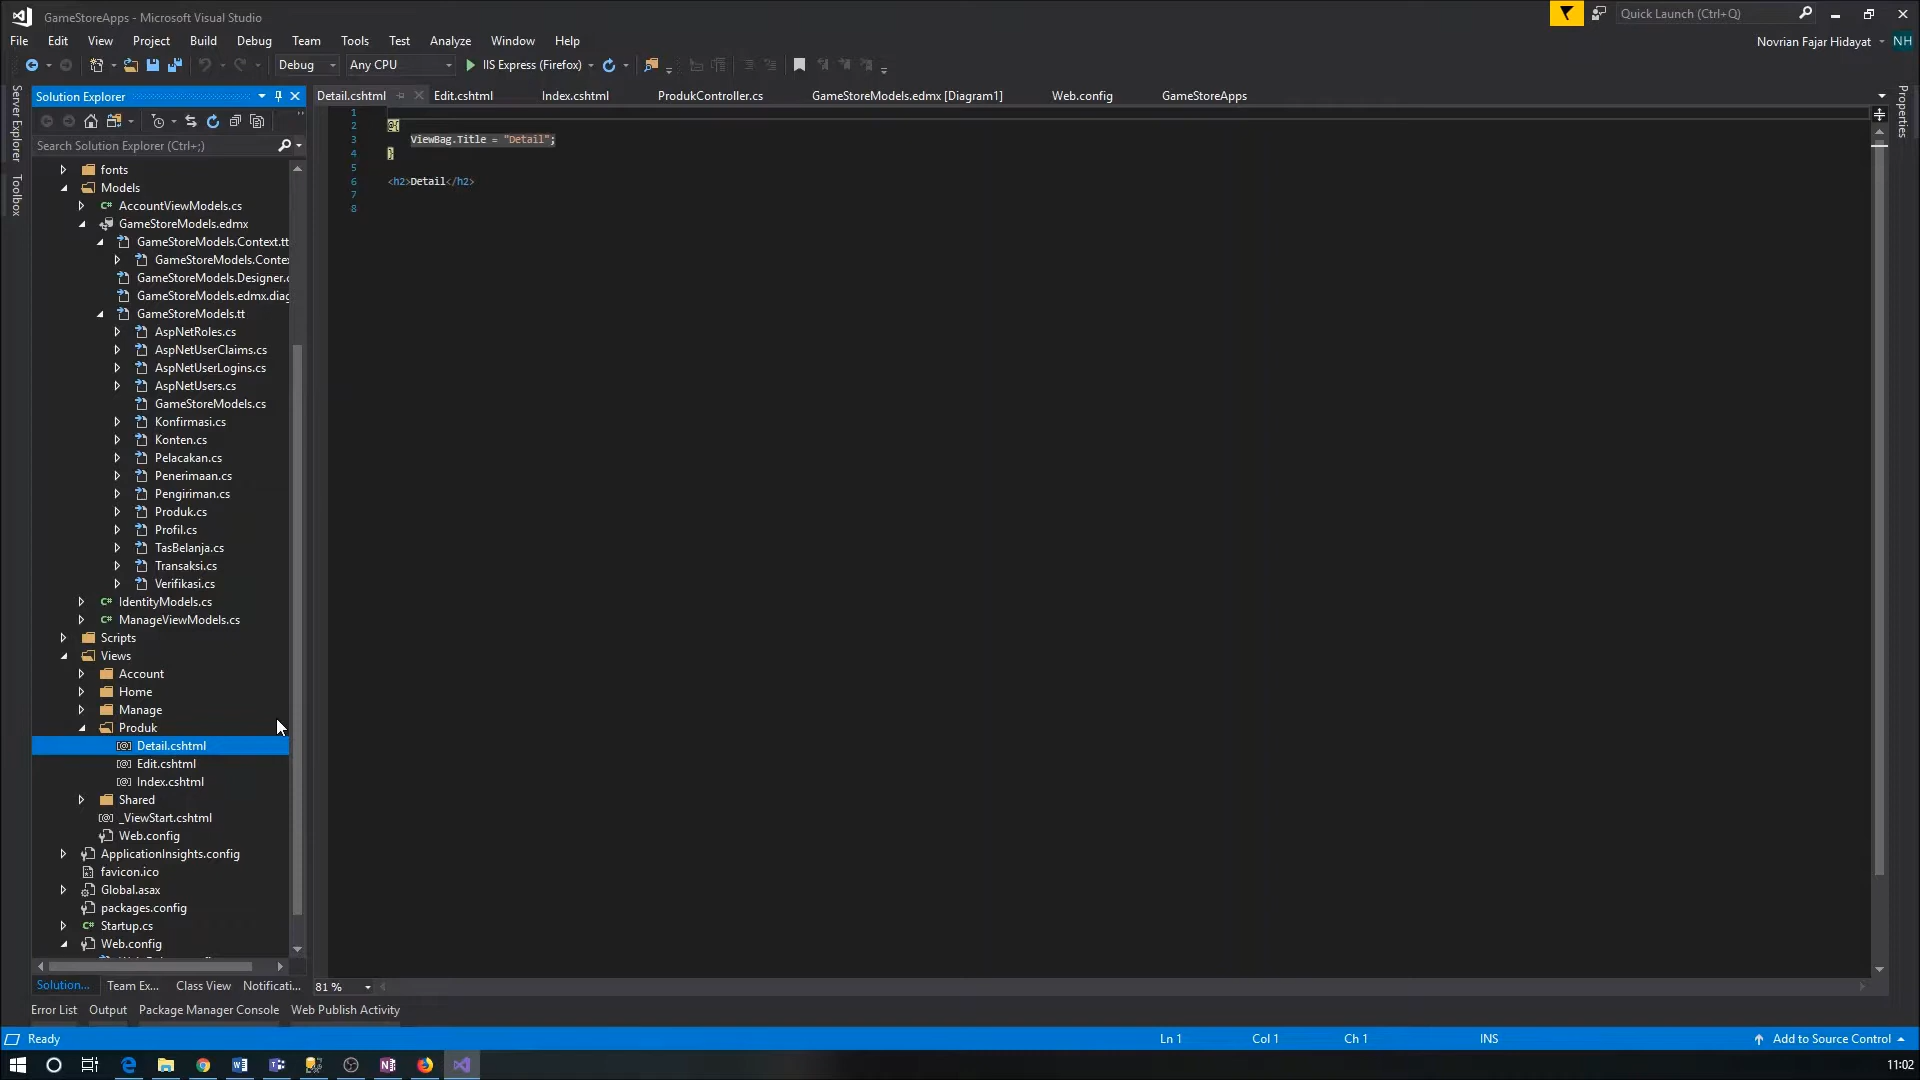 GameStoreApps - Microsoft Visual Studio
Quick Launch (Ctrl+Q)
File Edit View Project Build Debug Team Tools Test Analyze Window Help
Novrian Fajar Hidayat NH
Debug Any CPU IIS Express (Firefox)
Server Explorer
Toolbox
Solution Explorer
Search Solution Explorer (Ctrl+;)
fonts
Models
AccountViewModels.cs
GameStoreModels.edmx
GameStoreModels.Context.tt
GameStoreModels.Conte
GameStoreModels.Designer.c
GameStoreModels.edmx.diag
GameStoreModels.tt
AspNetRoles.cs
AspNetUserClaims.cs
AspNetUserLogins.cs
AspNetUsers.cs
GameStoreModels.cs
Konfirmasi.cs
Konten.cs
Pelacakan.cs
Penerimaan.cs
Pengiriman.cs
Produk.cs
Profil.cs
TasBelanja.cs
Transaksi.cs
Verifikasi.cs
IdentityModels.cs
ManageViewModels.cs
Scripts
Views
Account
Home
Manage
Produk
Detail.cshtml
Edit.cshtml
Index.cshtml
Shared
_ViewStart.cshtml
Web.config
ApplicationInsights.config
favicon.ico
Global.asax
packages.config
Startup.cs
Web.config
Solution... Team Ex... Class View Notificati...
Detail.cshtml Edit.cshtml Index.cshtml ProdukController.cs GameStoreModels.edmx [Diagram1] Web.config GameStoreApps
1
2 @{
3 ViewBag.Title = "Detail";
4 }
5
6 <h2>Detail</h2>
7
8
81 %
Properties
Error List Output Package Manager Console Web Publish Activity
Ready Ln 1 Col 1 Ch 1 INS Add to Source Control
11:02